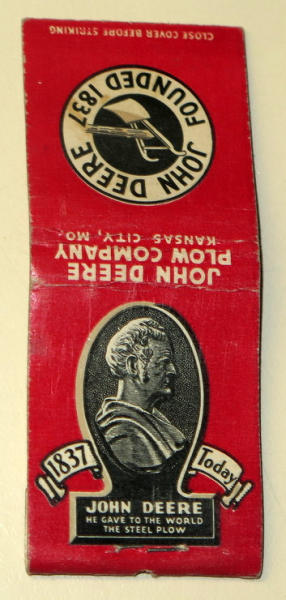 CLOSE COVER BEFORE STRIKING
JOHN DEERE
FOUNDED 1837
JOHN DEERE
PLOW COMPANY
KANSAS CITY, MO.
1837
Today
JOHN DEERE
HE GAVE TO THE WORLD
THE STEEL PLOW